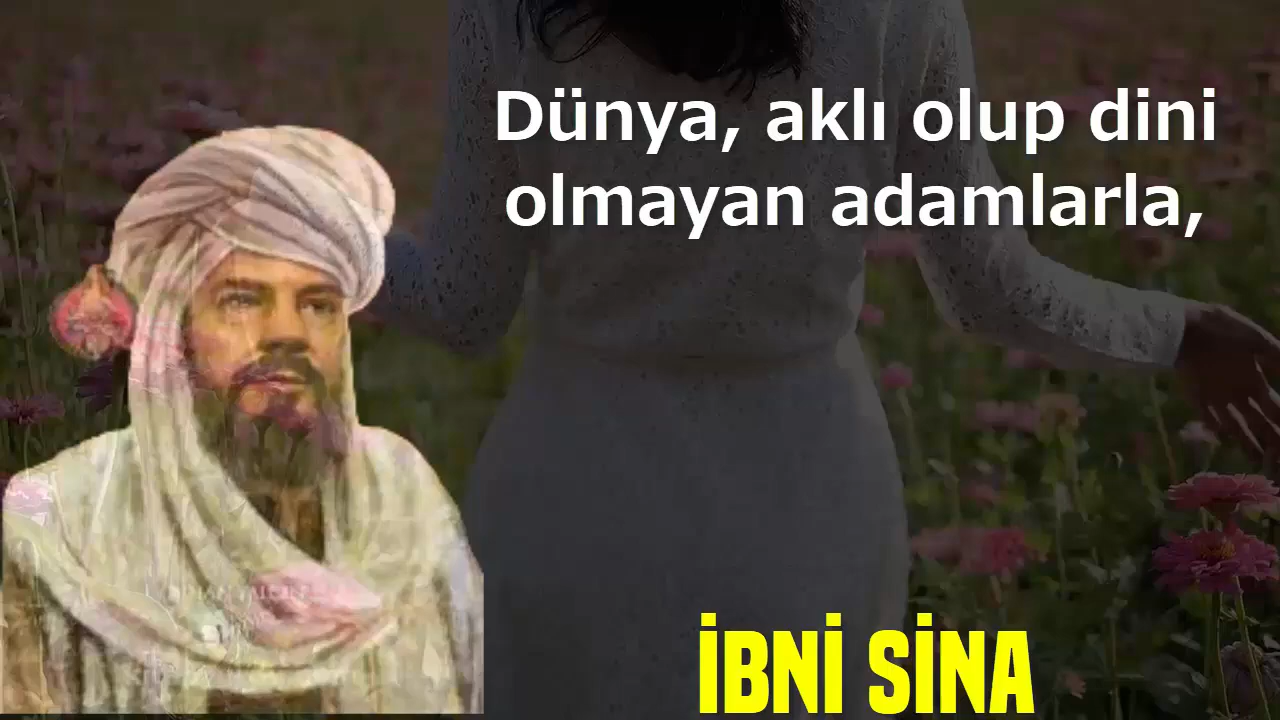 Dünya, aklı olup dini
olmayan adamlarla,
İBNİ SİNA